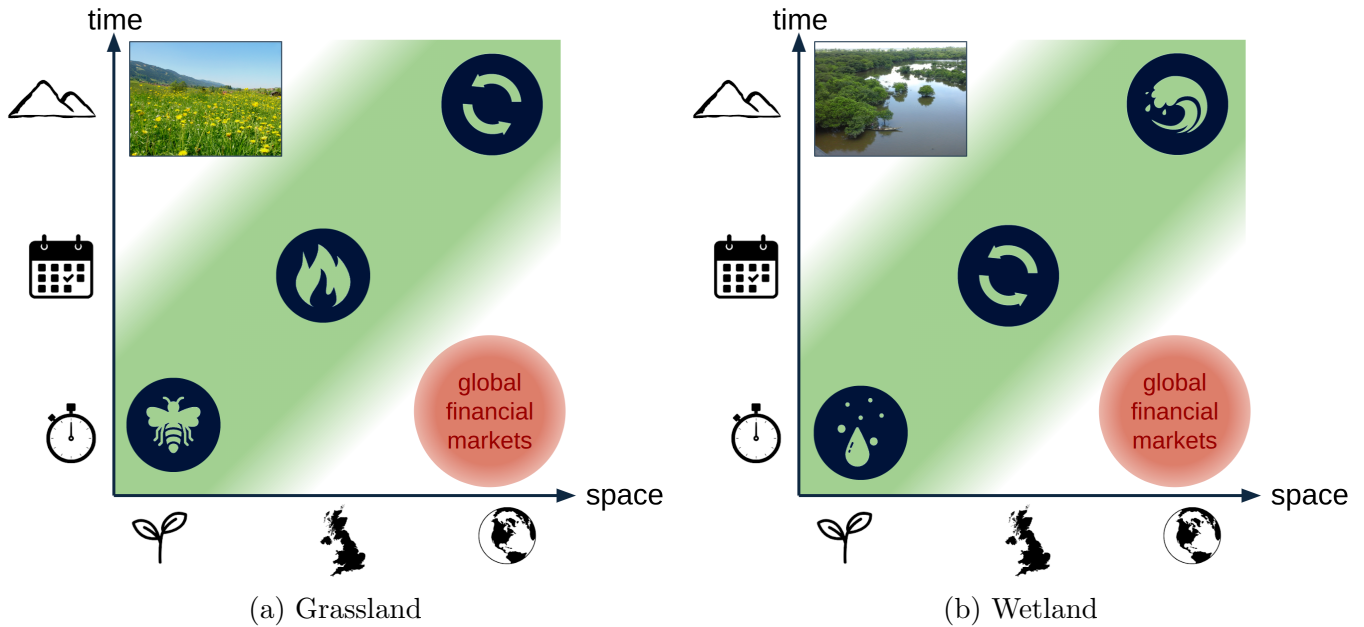 time
global
financial
markets
space
(a) Grassland
time
global
financial
markets
space
(b) Wetland